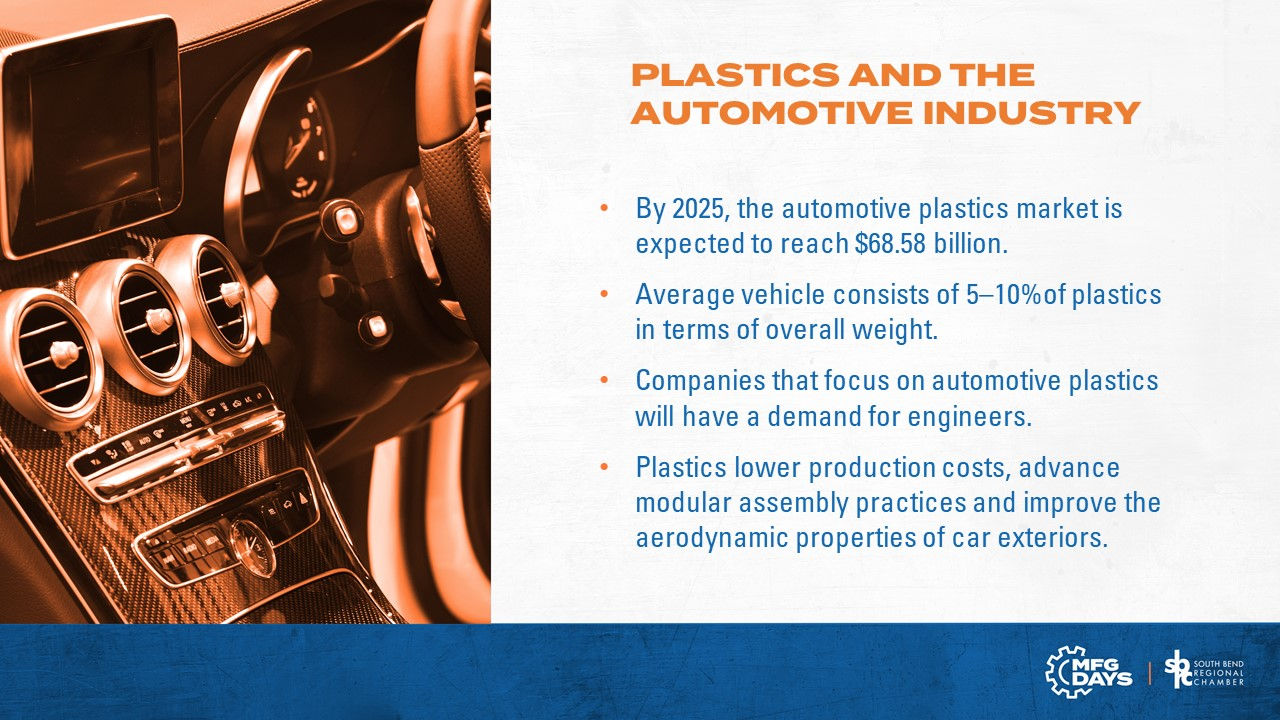 PLASTICS AND THE
AUTOMOTIVE INDUSTRY
• By 2025, the automotive plastics market is
expected to reach $68.58 billion.
• Average vehicle consists of 5–10%of plastics
in terms of overall weight.
• Companies that focus on automotive plastics
will have a demand for engineers.
• Plastics lower production costs, advance
modular assembly practices and improve the
aerodynamic properties of car exteriors.
MFG
DAYS
sbrc
SOUTH BEND
REGIONAL
CHAMBER